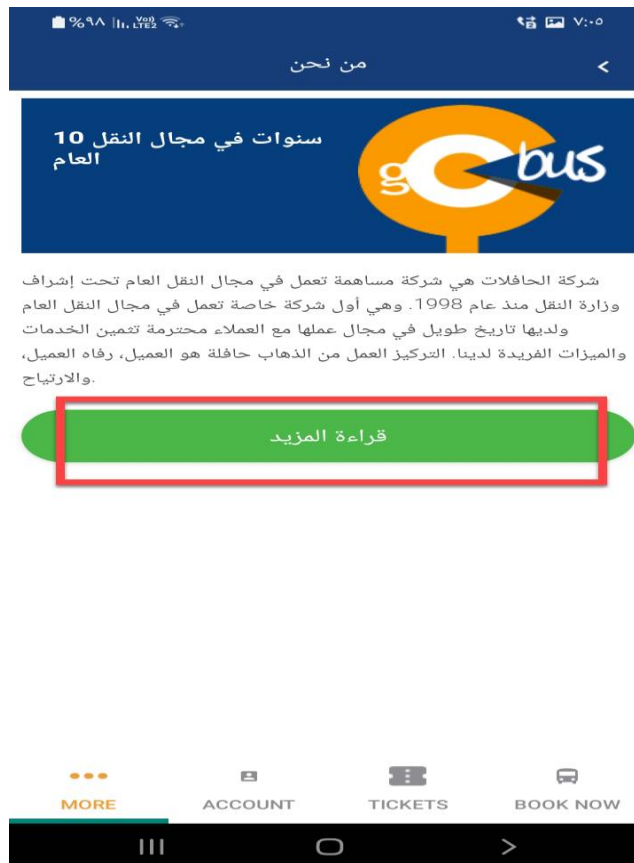 ٧:٠٥
%٩٨ Vo)) LTE2
من نحن
10 سنوات في مجال النقل
العام
go bus
شركة الحافلات هي شركة مساهمة تعمل في مجال النقل العام تحت إشراف
وزارة النقل منذ عام 1998. وهي أول شركة خاصة تعمل في مجال النقل العام
ولديها تاريخ طويل في مجال عملها مع العملاء محترمة تثمين الخدمات
والميزات الفريدة لدينا. التركيز العمل من الذهاب حافلة هو العميل، رفاه العميل،
والارتياح.
قراءة المزيد
MORE ACCOUNT TICKETS BOOK NOW